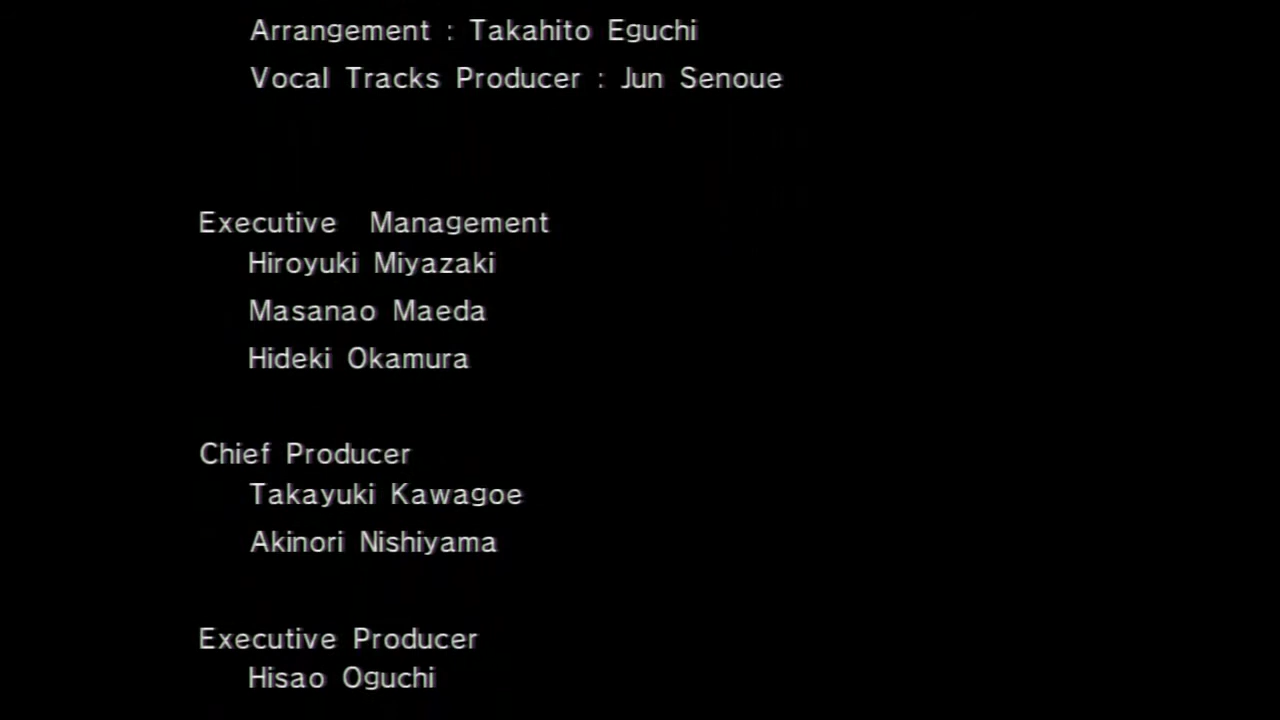 Arrangement : Takahito Eguchi
Vocal Tracks Producer : Jun Senoue
Executive Management
Hiroyuki Miyazaki
Masanao Maeda
Hideki Okamura
Chief Producer
Takayuki Kawagoe
Akinori Nishiyama
Executive Producer
Hisao Oguchi